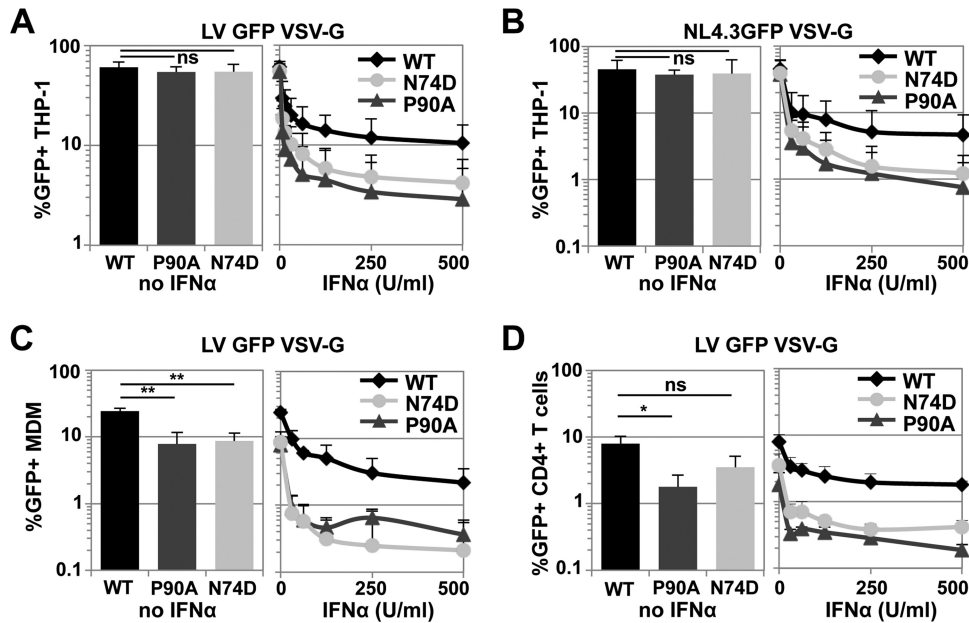 A
LV GFP VSV-G
%GFP+ THP-1
100
10
1
ns
WT P90A N74D
no IFNα
WT
N74D
P90A
0 250 500
IFNα (U/ml)
B
NL4.3GFP VSV-G
%GFP+ THP-1
100
10
1
0.1
ns
WT P90A N74D
no IFNα
WT
N74D
P90A
0 250 500
IFNα (U/ml)
C
LV GFP VSV-G
%GFP+ MDM
100
10
1
0.1
**
**
WT P90A N74D
no IFNα
WT
N74D
P90A
0 250 500
IFNα (U/ml)
D
LV GFP VSV-G
%GFP+ CD4+ T cells
100
10
1
0.1
ns
*
WT P90A N74D
no IFNα
WT
N74D
P90A
0 250 500
IFNα (U/ml)